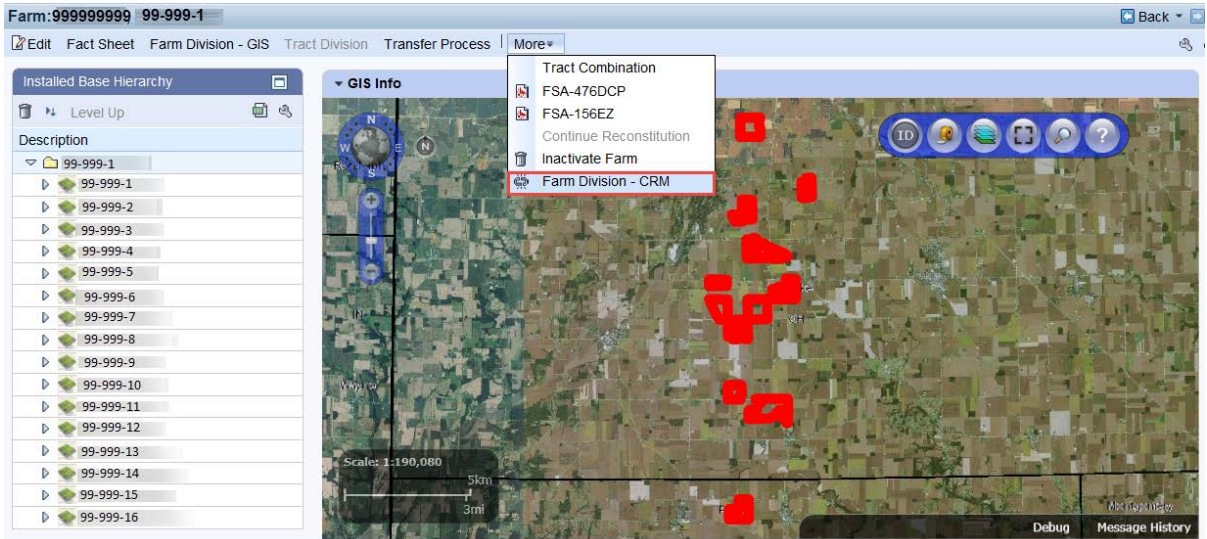 Farm:999999999 99-999-1
Back
Edit Fact Sheet Farm Division - GIS Tract Division Transfer Process More
Tract Combination
FSA-476DCP
FSA-156EZ
Continue Reconstitution
Inactivate Farm
Farm Division - CRM
Installed Base Hierarchy
Level Up
Description
99-999-1
99-999-1
99-999-2
99-999-3
99-999-4
99-999-5
99-999-6
99-999-7
99-999-8
99-999-9
99-999-10
99-999-11
99-999-12
99-999-13
99-999-14
99-999-15
99-999-16
GIS Info
N
W
E
S
N
ID
?
IN
OH
Scale: 1:190,080
5km
3mi
Debug Message History